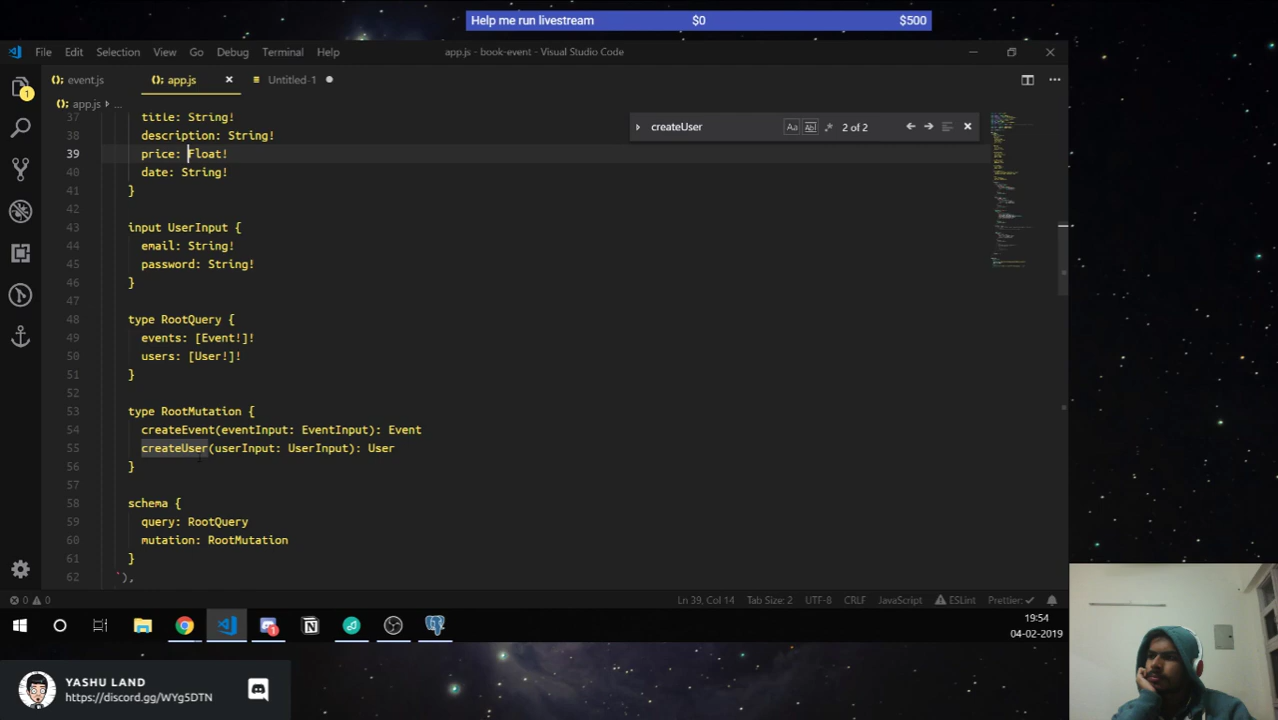 Help me run livestream $0 $500
File Edit Selection View Go Debug Terminal Help app.js - book-event - Visual Studio Code
event.js app.js Untitled-1
app.js › ...
createUser Aa Abl .* 2 of 2
37 title: String!
38 description: String!
39 price: Float!
40 date: String!
41 }
42
43 input UserInput {
44 email: String!
45 password: String!
46 }
47
48 type RootQuery {
49 events: [Event!]!
50 users: [User!]!
51 }
52
53 type RootMutation {
54 createEvent(eventInput: EventInput): Event
55 createUser(userInput: UserInput): User
56 }
57
58 schema {
59 query: RootQuery
60 mutation: RootMutation
61 }
62 `),
0 0 Ln 39, Col 14 Tab Size: 2 UTF-8 CRLF JavaScript ESLint Prettier: ✓
19:54
04-02-2019
YASHU LAND
https://discord.gg/WYg5DTN